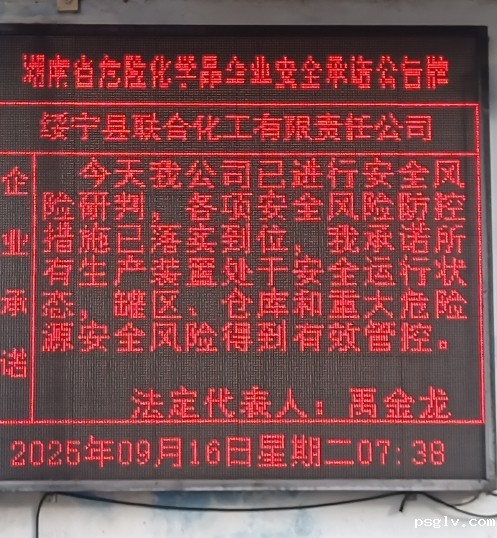 湖南省危险化学品企业安全承诺公告牌
绥宁县联合化工有限责任公司
企业承诺
今天我公司已进行安全风
险研判，各项安全风险防控
措施已落实到位，我承诺所
有生产装置处于安全运行状
态，罐区、仓库和重大危险
源安全风险得到有效管控。
法定代表人：禹金龙
2025年09月16日星期二07:38
psglv.com